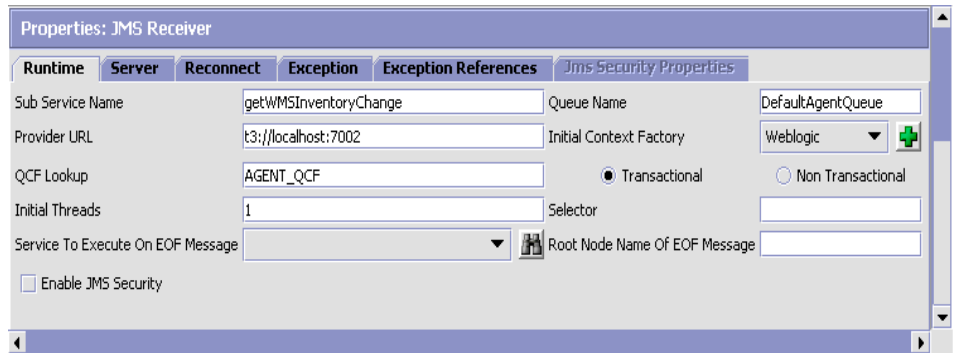 Properties: JMS Receiver
Runtime Server Reconnect Exception Exception References Jms Security Properties
Sub Service Name getWMSInventoryChange Queue Name DefaultAgentQueue
Provider URL t3://localhost:7002 Initial Context Factory Weblogic
QCF Lookup AGENT_QCF Transactional Non Transactional
Initial Threads 1 Selector
Service To Execute On EOF Message Root Node Name Of EOF Message
Enable JMS Security